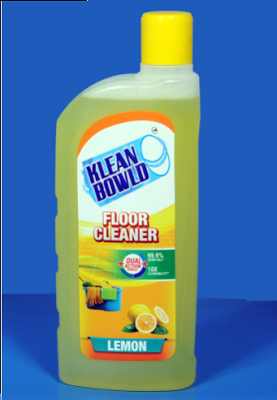 KLEAN
BOWLD
FLOOR
CLEANER
DUAL
ACTION
99.9%
10X
LEMON